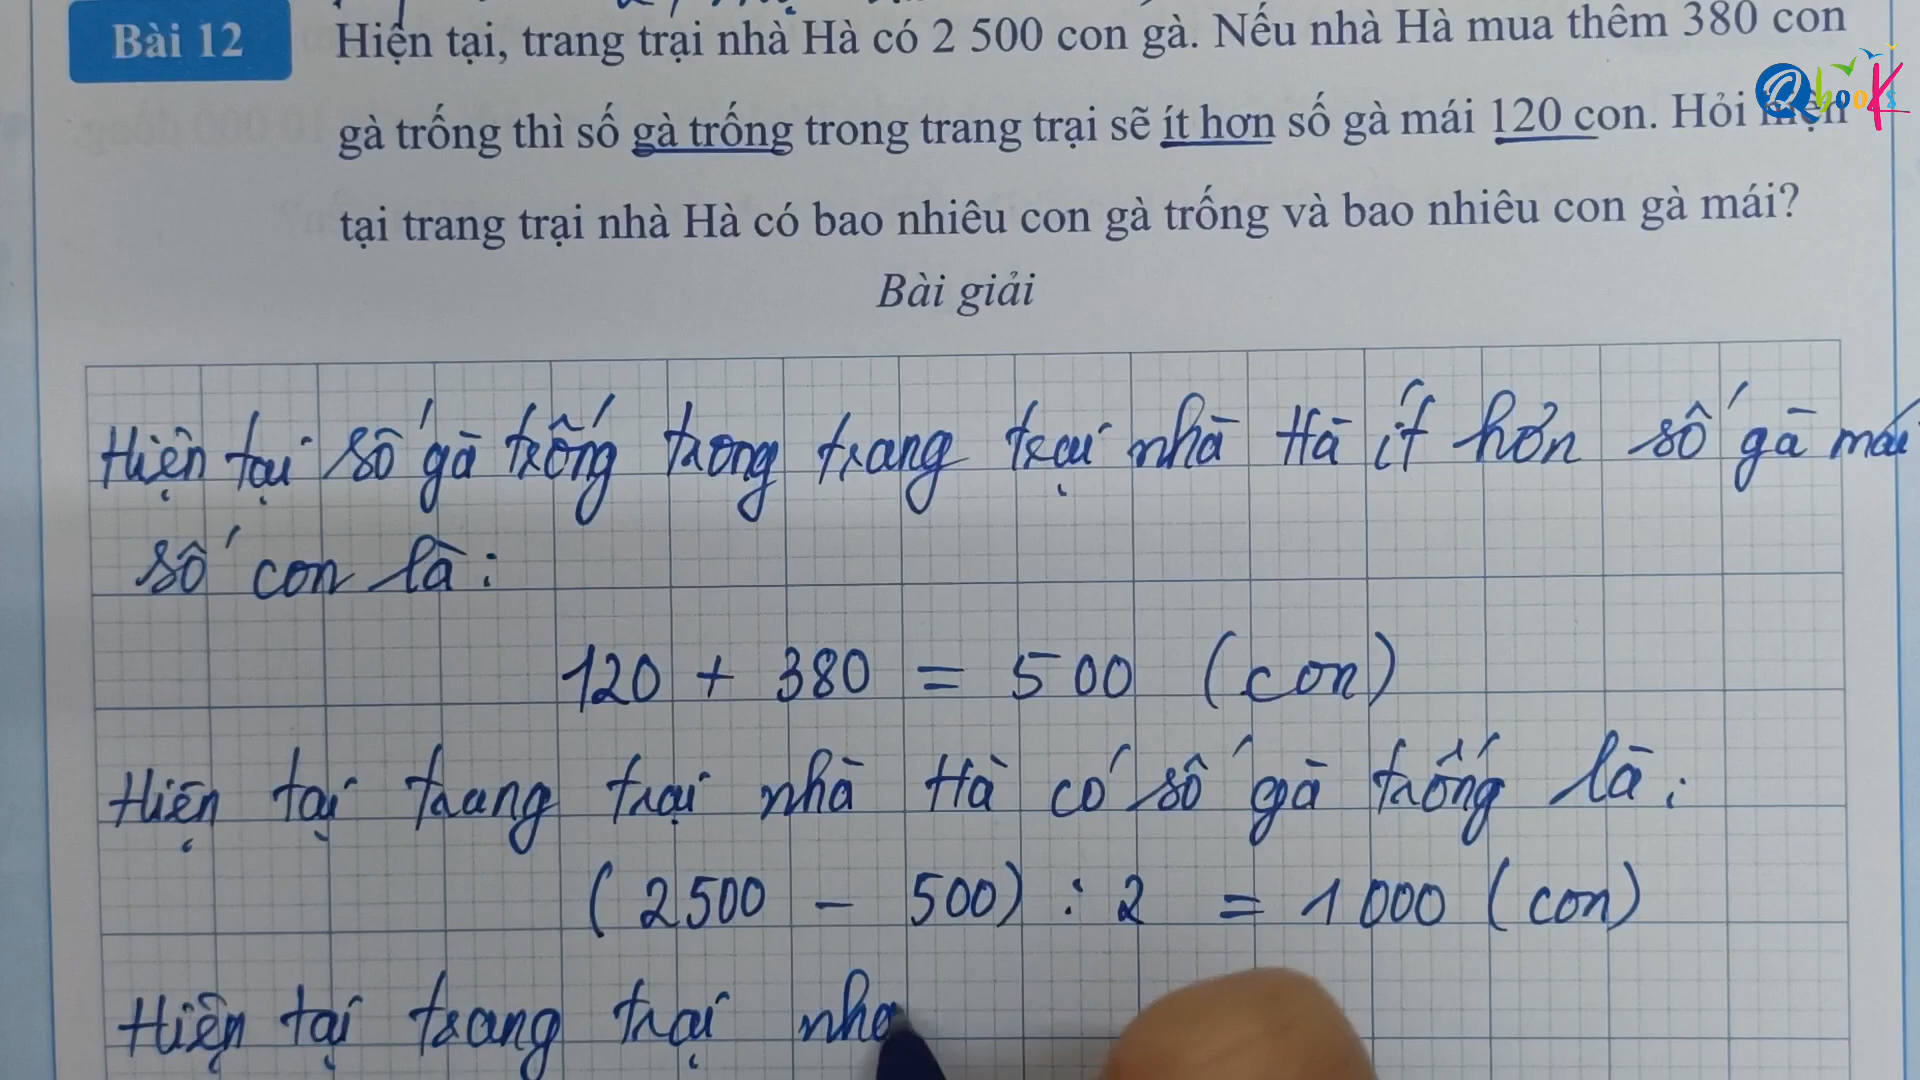 Bài 12
Hiện tại, trang trại nhà Hà có 2 500 con gà. Nếu nhà Hà mua thêm 380 con
gà trống thì số gà trống trong trang trại sẽ ít hơn số gà mái 120 con. Hỏi hiện
tại trang trại nhà Hà có bao nhiêu con gà trống và bao nhiêu con gà mái?
Qbooks
Bài giải
Hiện tại số gà trống trong trang trại nhà Hà ít hơn số gà mái
số con là:
120 + 380 = 500 (con)
Hiện tại trang trại nhà Hà có số gà trống là:
(2500 - 500) : 2 = 1000 (con)
Hiện tại trang trại nha